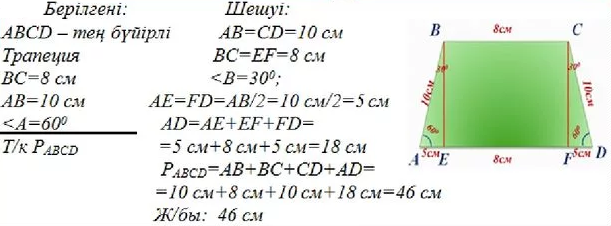 Берілгені: Шешуі:
ABCD – тең бүйірлі AB=CD=10 см
Трапеция BC=EF=8 см
BC=8 см <B=30⁰;
AB=10 см AE=FD=AB/2=10 см/2=5 см
<A=60⁰ AD=AE+EF+FD=
Т/к P_ABCD =5 см+8 см+5 см=18 см
P_ABCD=AB+BC+CD+AD=
=10 см+8 см+10 см+18 см=46 см
Ж/бы: 46 см
B 8см C
30⁰ 30⁰
10см 10см
60⁰ 60⁰
A 5см E 8см F 5см D